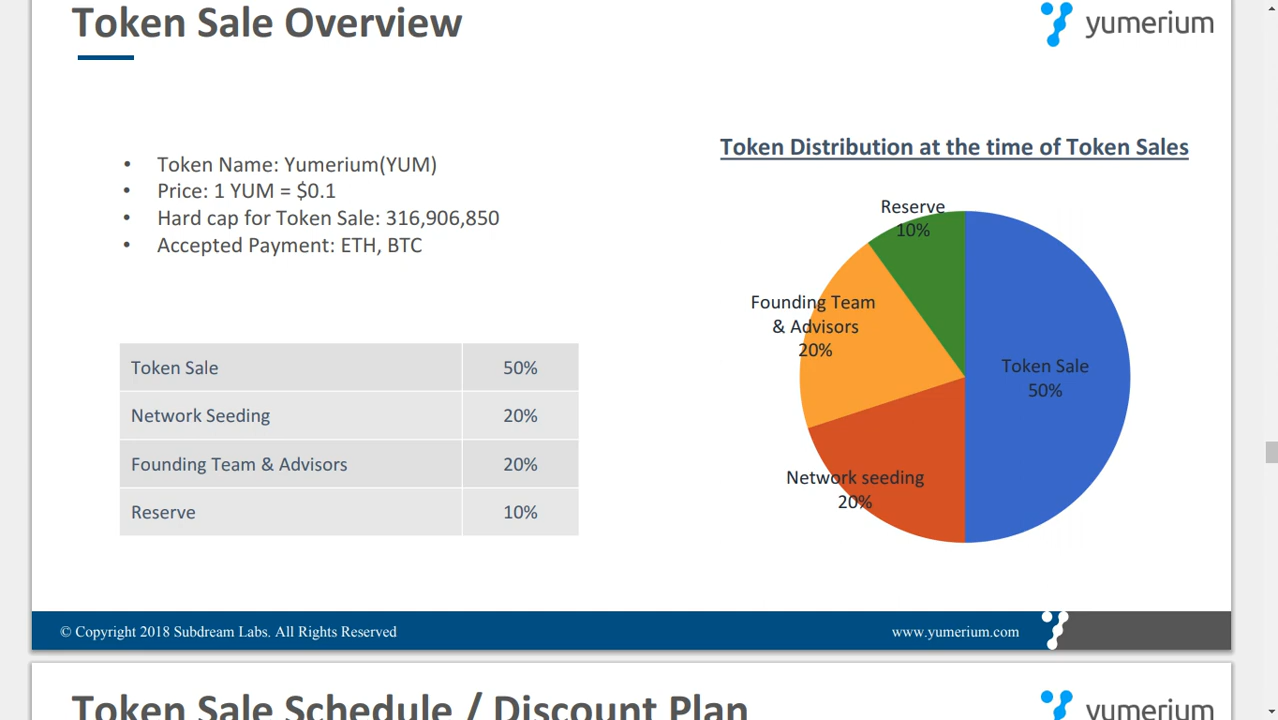 Token Sale Overview
yumerium
• Token Name: Yumerium(YUM)
• Price: 1 YUM = $0.1
• Hard cap for Token Sale: 316,906,850
• Accepted Payment: ETH, BTC
Token Sale 50%
Network Seeding 20%
Founding Team & Advisors 20%
Reserve 10%
Token Distribution at the time of Token Sales
Reserve
10%
Founding Team
& Advisors
20%
Token Sale
50%
Network seeding
20%
© Copyright 2018 Subdream Labs. All Rights Reserved
www.yumerium.com
Token Sale Schedule / Discount Plan
yumerium